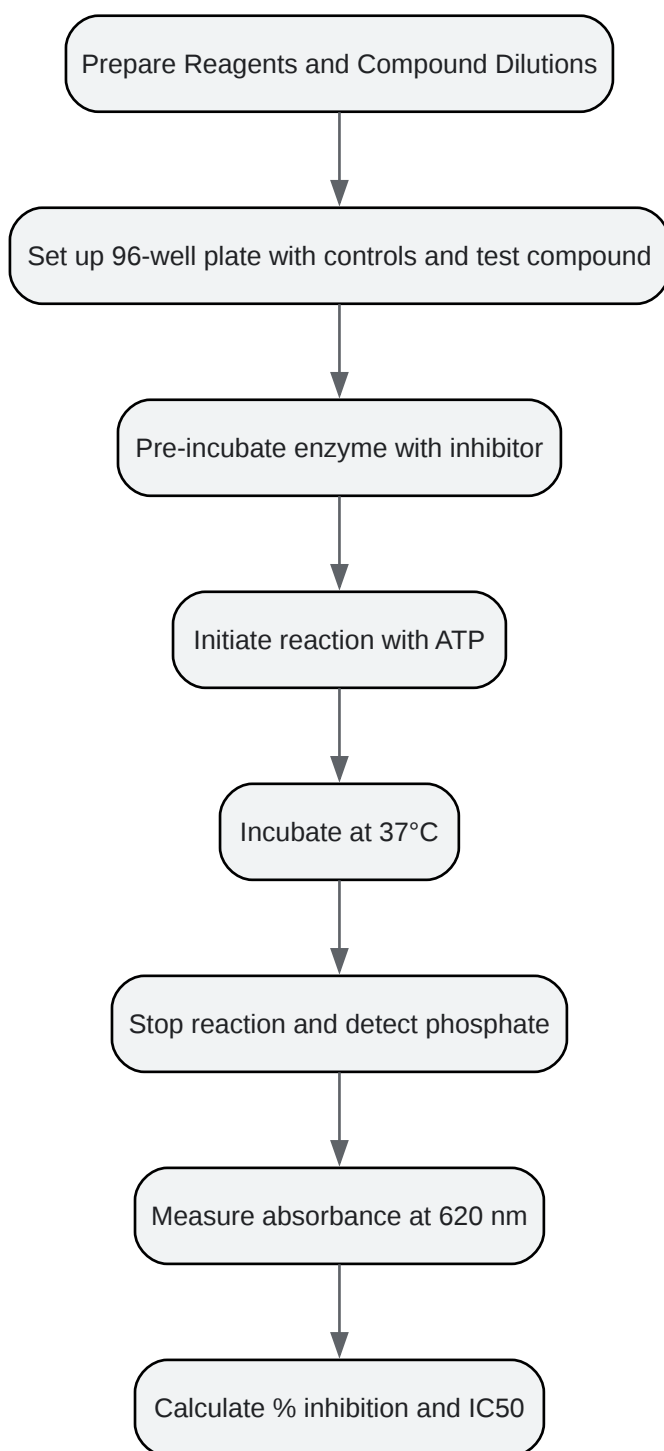 Prepare Reagents and Compound Dilutions
Set up 96-well plate with controls and test compound
Pre-incubate enzyme with inhibitor
Initiate reaction with ATP
Incubate at 37°C
Stop reaction and detect phosphate
Measure absorbance at 620 nm
Calculate % inhibition and IC50